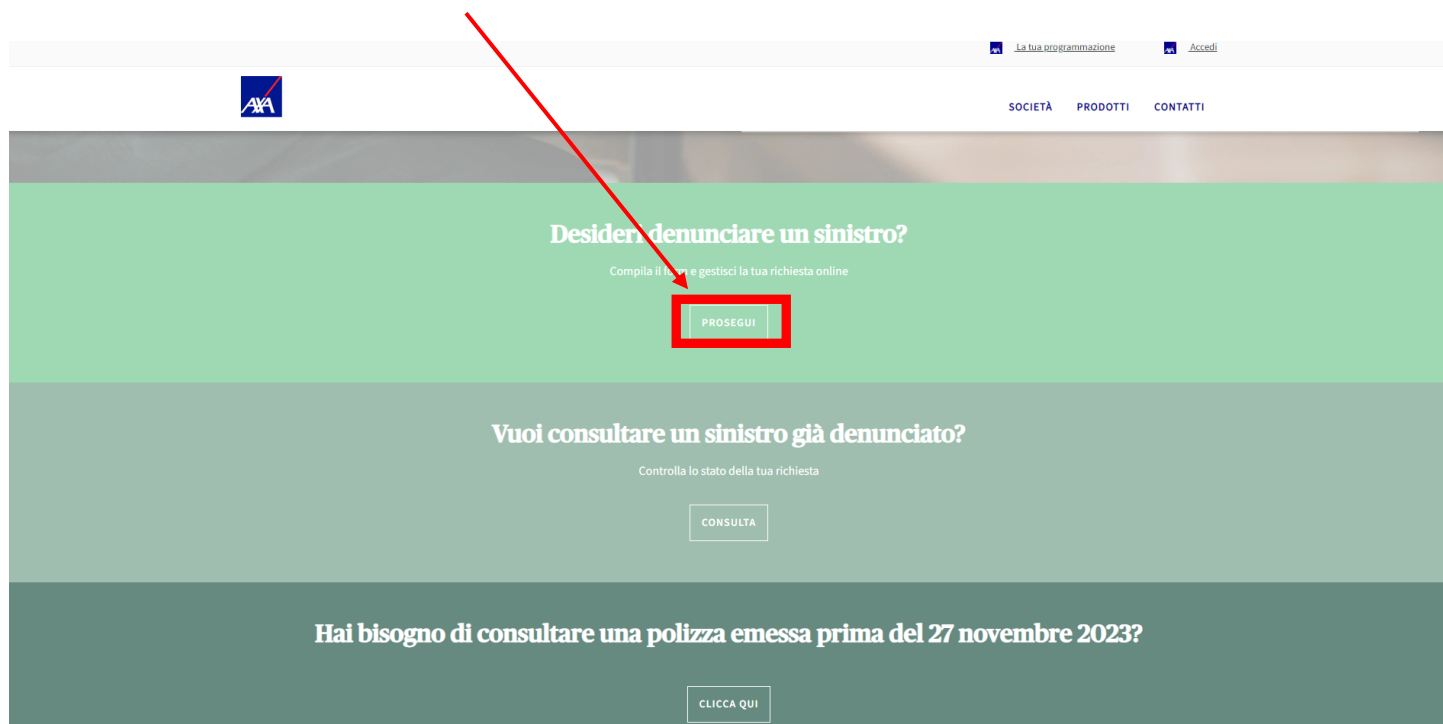 La tua programmazione
Accedi
AXA
SOCIETÀ PRODOTTI CONTATTI
Desideri denunciare un sinistro?
Compila il form e gestisci la tua richiesta online
PROSEGUI
Vuoi consultare un sinistro già denunciato?
Controlla lo stato della tua richiesta
CONSULTA
Hai bisogno di consultare una polizza emessa prima del 27 novembre 2023?
CLICCA QUI